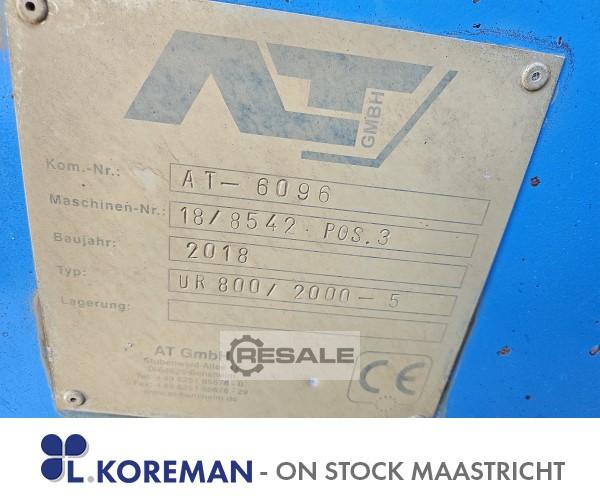 AT GMBH
Kom.-Nr.: AT-6096
Maschinen-Nr.: 18/8542 · POS.3
Baujahr: 2018
Typ.: UR 800/2000-5
Lagerung:
AT GmbH
RESALE
CE
L.KOREMAN - ON STOCK MAASTRICHT